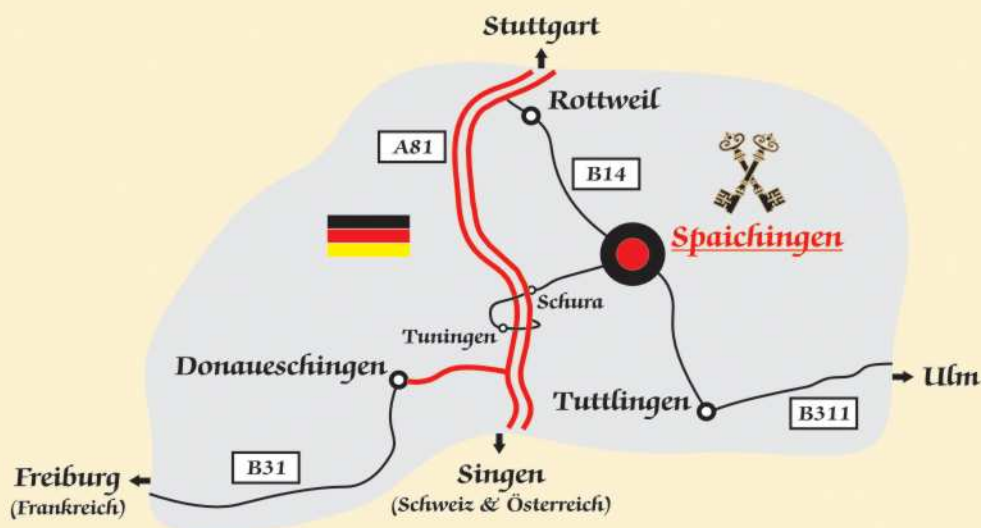 Stuttgart
Rottweil
A81
B14
Spaichingen
Schura
Tuningen
Donaueschingen
Ulm
Tuttlingen
B311
B31
Freiburg
(Frankreich)
Singen
(Schweiz & Österreich)